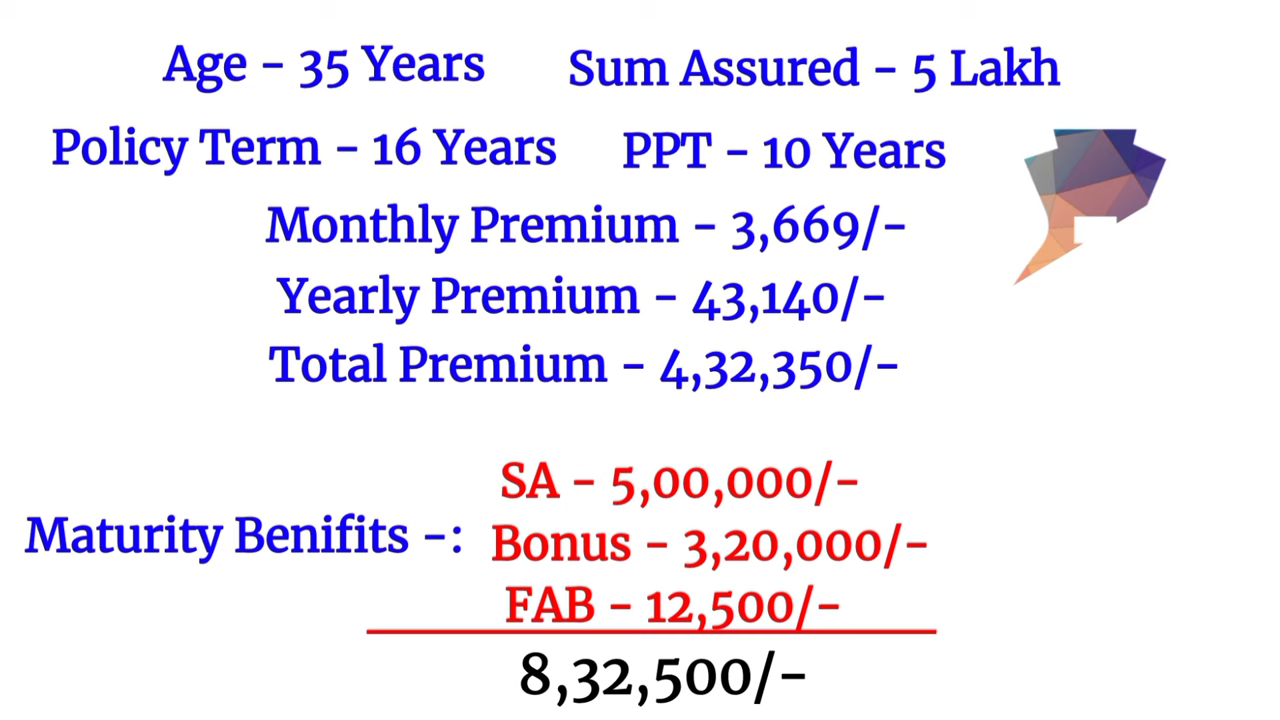 Age - 35 Years
Sum Assured - 5 Lakh
Policy Term - 16 Years
PPT - 10 Years
Monthly Premium - 3,669/-
Yearly Premium - 43,140/-
Total Premium - 4,32,350/-
SA - 5,00,000/-
Maturity Benifits -: Bonus - 3,20,000/-
FAB - 12,500/-
8,32,500/-